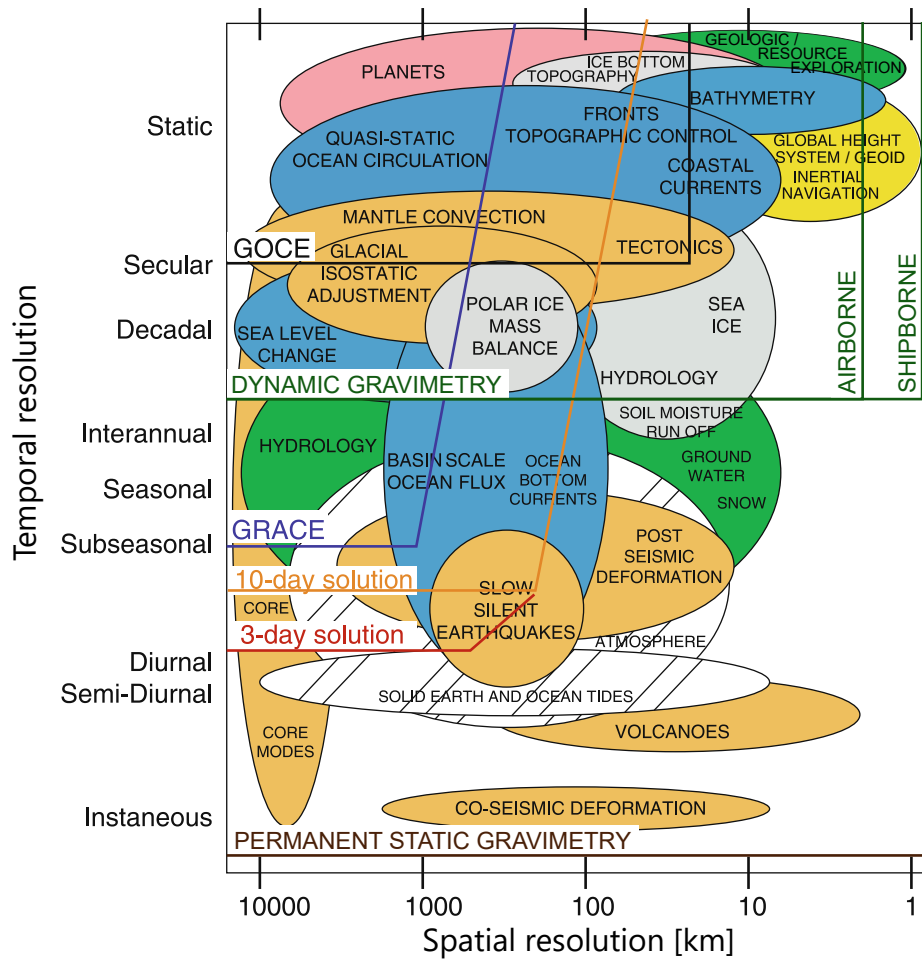 GEOLOGIC /
RESOURCE
EXPLORATION
PLANETS
ICE BOTTOM
TOPOGRAPHY
BATHYMETRY
Static
FRONTS
TOPOGRAPHIC CONTROL
QUASI-STATIC
OCEAN CIRCULATION
COASTAL
CURRENTS
GLOBAL HEIGHT
SYSTEM / GEOID
INERTIAL
NAVIGATION
MANTLE CONVECTION
TECTONICS
GOCE
GLACIAL
ISOSTATIC
ADJUSTMENT
Secular
POLAR ICE
MASS
BALANCE
SEA
ICE
Decadal
SEA LEVEL
CHANGE
AIRBORNE
SHIPBORNE
HYDROLOGY
DYNAMIC GRAVIMETRY
SOIL MOISTURE
RUN OFF
Interannual
HYDROLOGY
BASIN SCALE
OCEAN FLUX
OCEAN
BOTTOM
CURRENTS
GROUND
WATER
SNOW
Seasonal
GRACE
Subseasonal
POST
SEISMIC
DEFORMATION
10-day solution
SLOW
SILENT
EARTHQUAKES
CORE
3-day solution
ATMOSPHERE
Diurnal
Semi-Diurnal
SOLID EARTH AND OCEAN TIDES
CORE
MODES
VOLCANOES
Instaneous
CO-SEISMIC DEFORMATION
PERMANENT STATIC GRAVIMETRY
Temporal resolution
10000
1000
100
10
1
Spatial resolution [km]